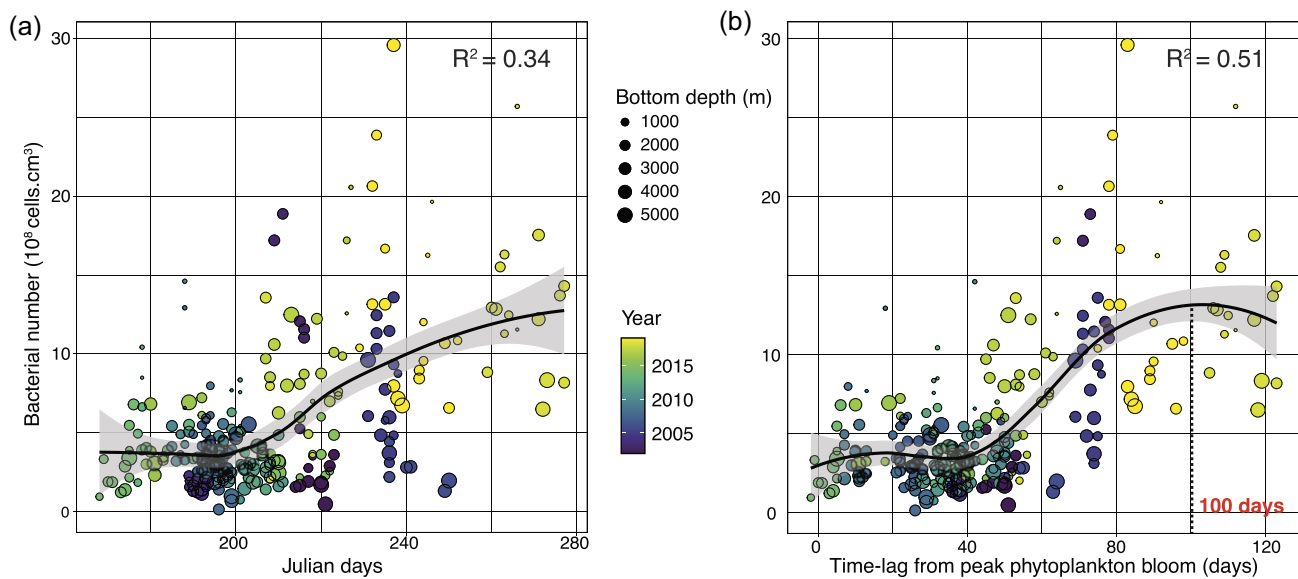 (a)
Bacterial number (10⁸ cells.cm³)
30
20
10
0
R² = 0.34
200
240
280
Julian days
Bottom depth (m)
1000
2000
3000
4000
5000
Year
2015
2010
2005
(b)
30
20
10
0
R² = 0.51
100 days
0
40
80
120
Time-lag from peak phytoplankton bloom (days)